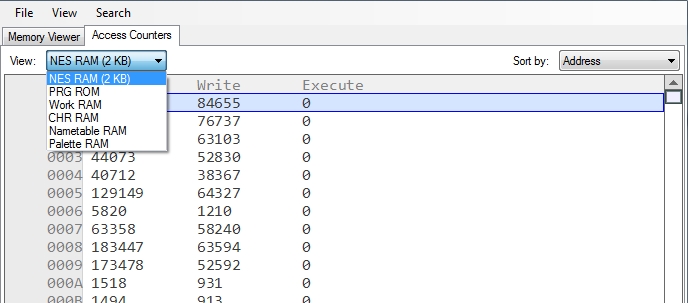 File View Search
Memory Viewer Access Counters
View: NES RAM (2 KB) Sort by: Address
NES RAM (2 KB)
PRG ROM
Work RAM
CHR RAM
Nametable RAM
Palette RAM
Write Execute
84655 0
76737 0
63103 0
0003 44073 52830 0
0004 40712 38367 0
0005 129149 64327 0
0006 5820 1210 0
0007 63358 58240 0
0008 183447 63594 0
0009 173478 52592 0
000A 1518 931 0
000B 1494 913 0